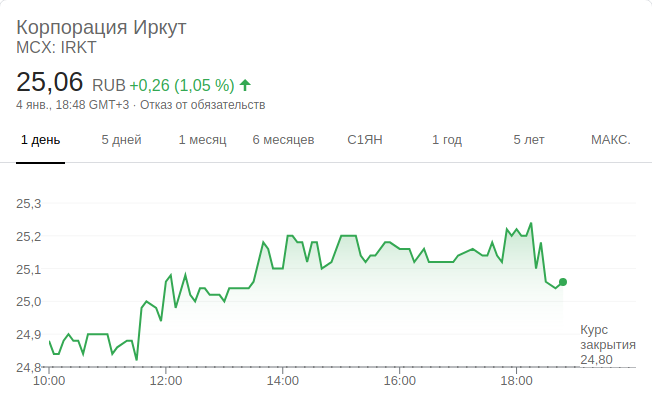 Корпорация Иркут
MCX: IRKT
25,06 RUB +0,26 (1,05 %)
4 янв., 18:48 GMT+3 · Отказ от обязательств
1 день 5 дней 1 месяц 6 месяцев С1ЯН 1 год 5 лет МАКС.
25,3
25,2
25,1
25,0
24,9
24,8
Курс
закрытия
24,80
10:00 12:00 14:00 16:00 18:00